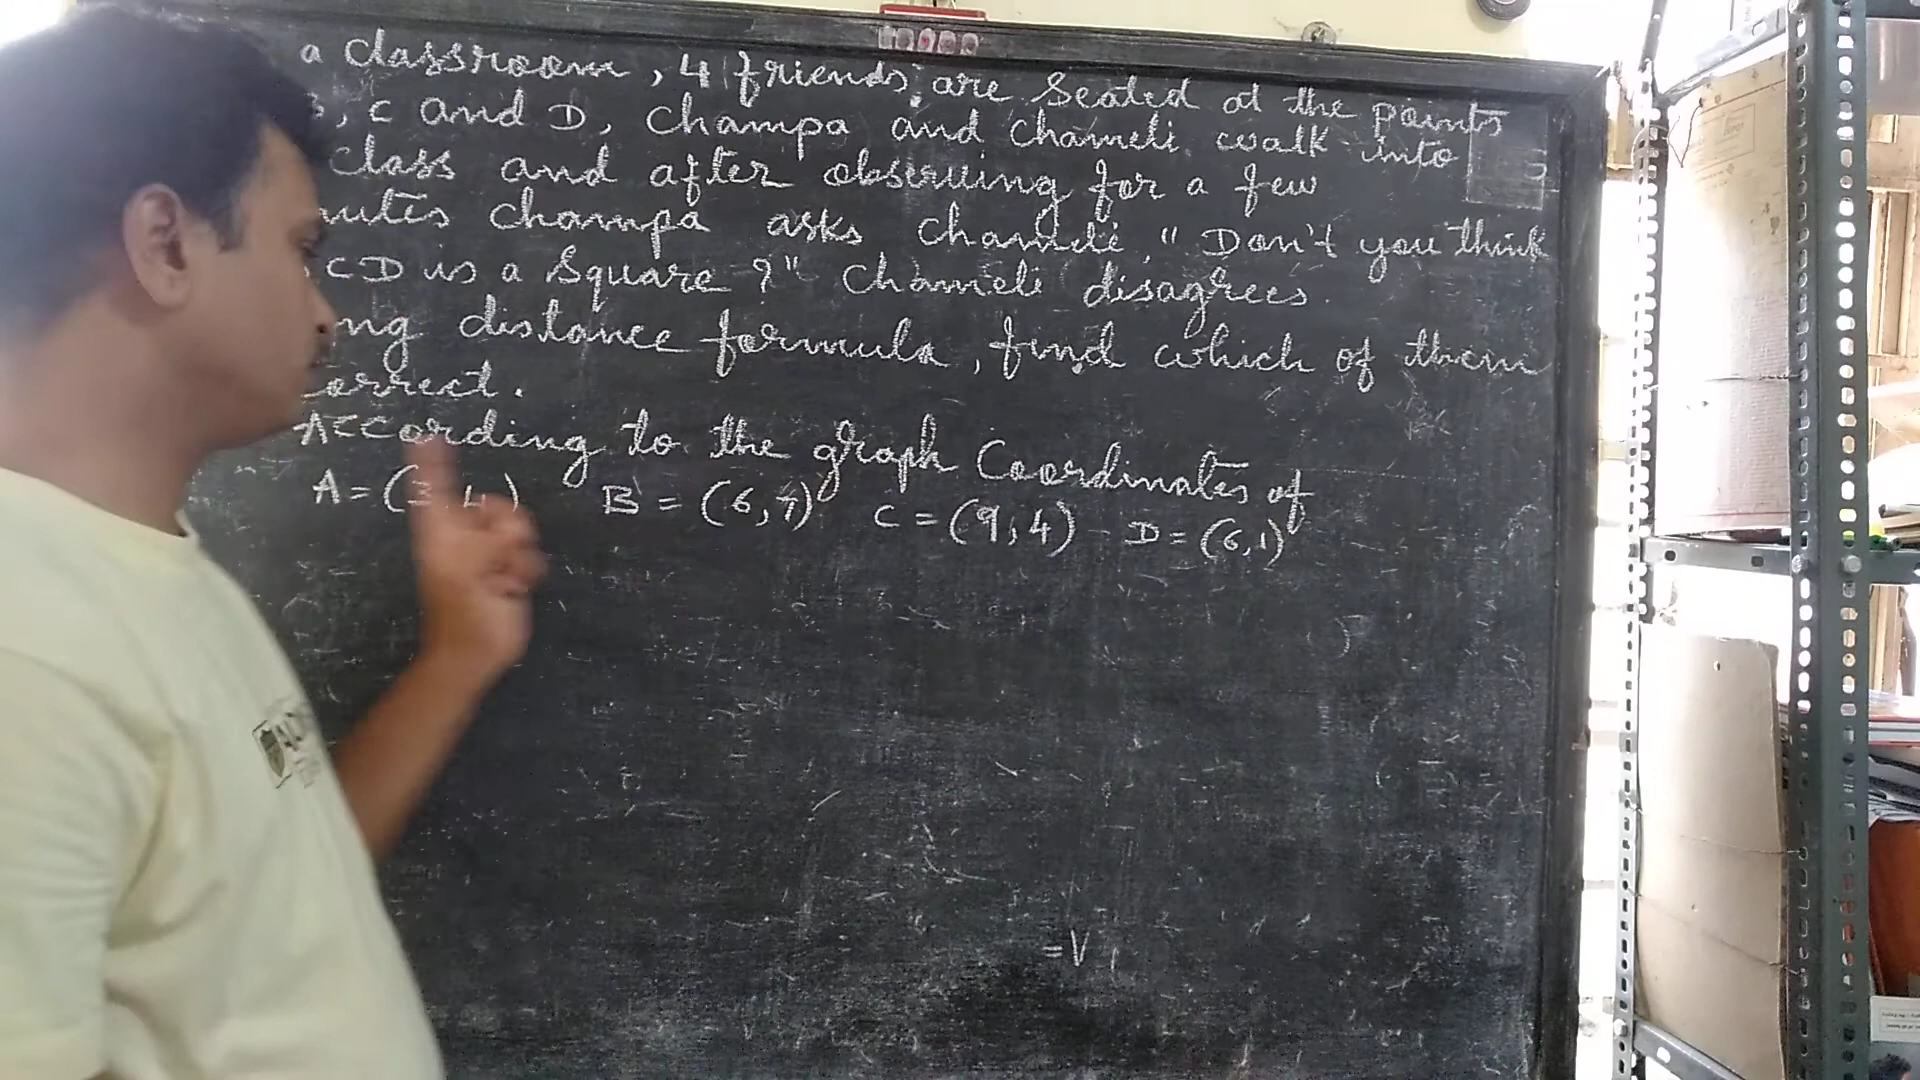 a classroom, 4 friends are seated at the points
, C and D, Champa and Chameli walk into
class and after observing for a few
nutes Champa asks Chameli, "Don't you think
CD is a Square ?" Chameli disagrees.
ng distance formula, find which of them
correct.
According to the graph Coordinates of
A = (3,4) B = (6,7) C = (9,4) D = (6,1)
= V